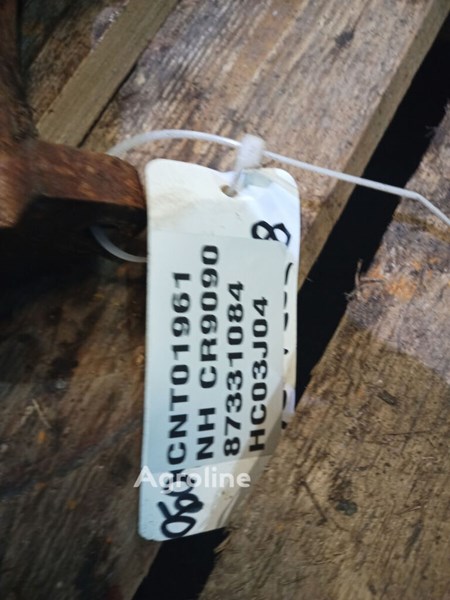 HCNT01961
NH CR9090
87331084
HC03J04
Agroline